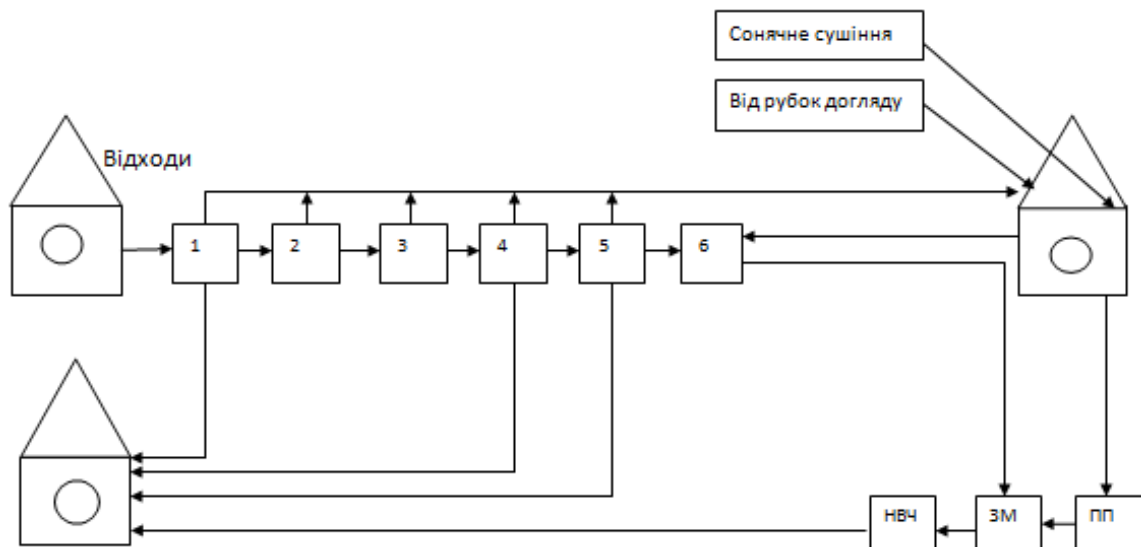 Сонячне сушіння
Від рубок догляду
Відходи
1
2
3
4
5
6
НВЧ
ЗМ
ПП